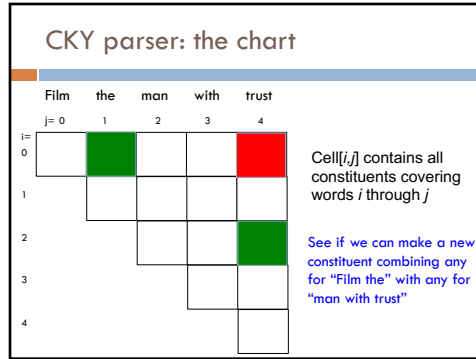 CKY parser: the chart
Film the man with trust
j= 0 1 2 3 4
i=
0
1
2
3
4
Cell[i,j] contains all
constituents covering
words i through j
See if we can make a new
constituent combining any
for “Film the” with any for
“man with trust”